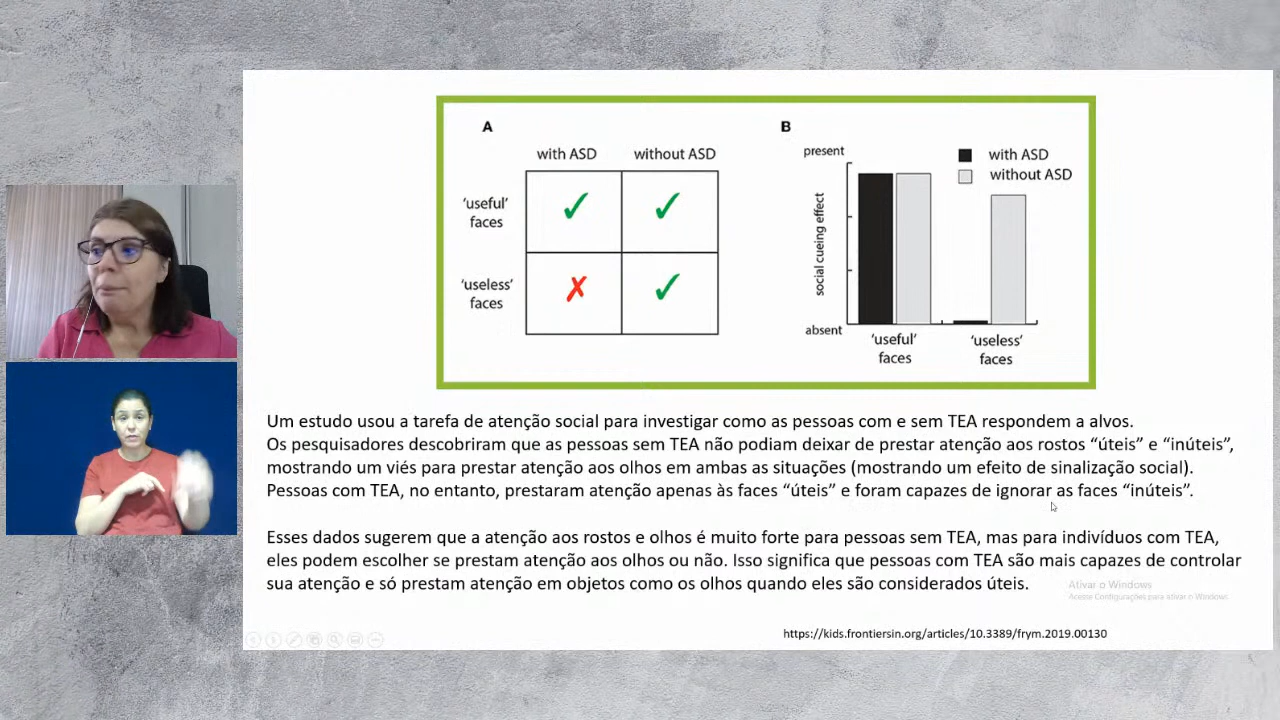 A
B
with ASD
without ASD
'useful'
faces
'useless'
faces
present
social cueing effect
absent
with ASD
without ASD
'useful'
faces
'useless'
faces
Um estudo usou a tarefa de atenção social para investigar como as pessoas com e sem TEA respondem a alvos.
Os pesquisadores descobriram que as pessoas sem TEA não podiam deixar de prestar atenção aos rostos “úteis” e “inúteis”,
mostrando um viés para prestar atenção aos olhos em ambas as situações (mostrando um efeito de sinalização social).
Pessoas com TEA, no entanto, prestaram atenção apenas às faces “úteis” e foram capazes de ignorar as faces “inúteis”.
Esses dados sugerem que a atenção aos rostos e olhos é muito forte para pessoas sem TEA, mas para indivíduos com TEA,
eles podem escolher se prestam atenção aos olhos ou não. Isso significa que pessoas com TEA são mais capazes de controlar
sua atenção e só prestam atenção em objetos como os olhos quando eles são considerados úteis.
Ativar o Windows
Acesse Configurações para ativar o Windows.
https://kids.frontiersin.org/articles/10.3389/frym.2019.00130